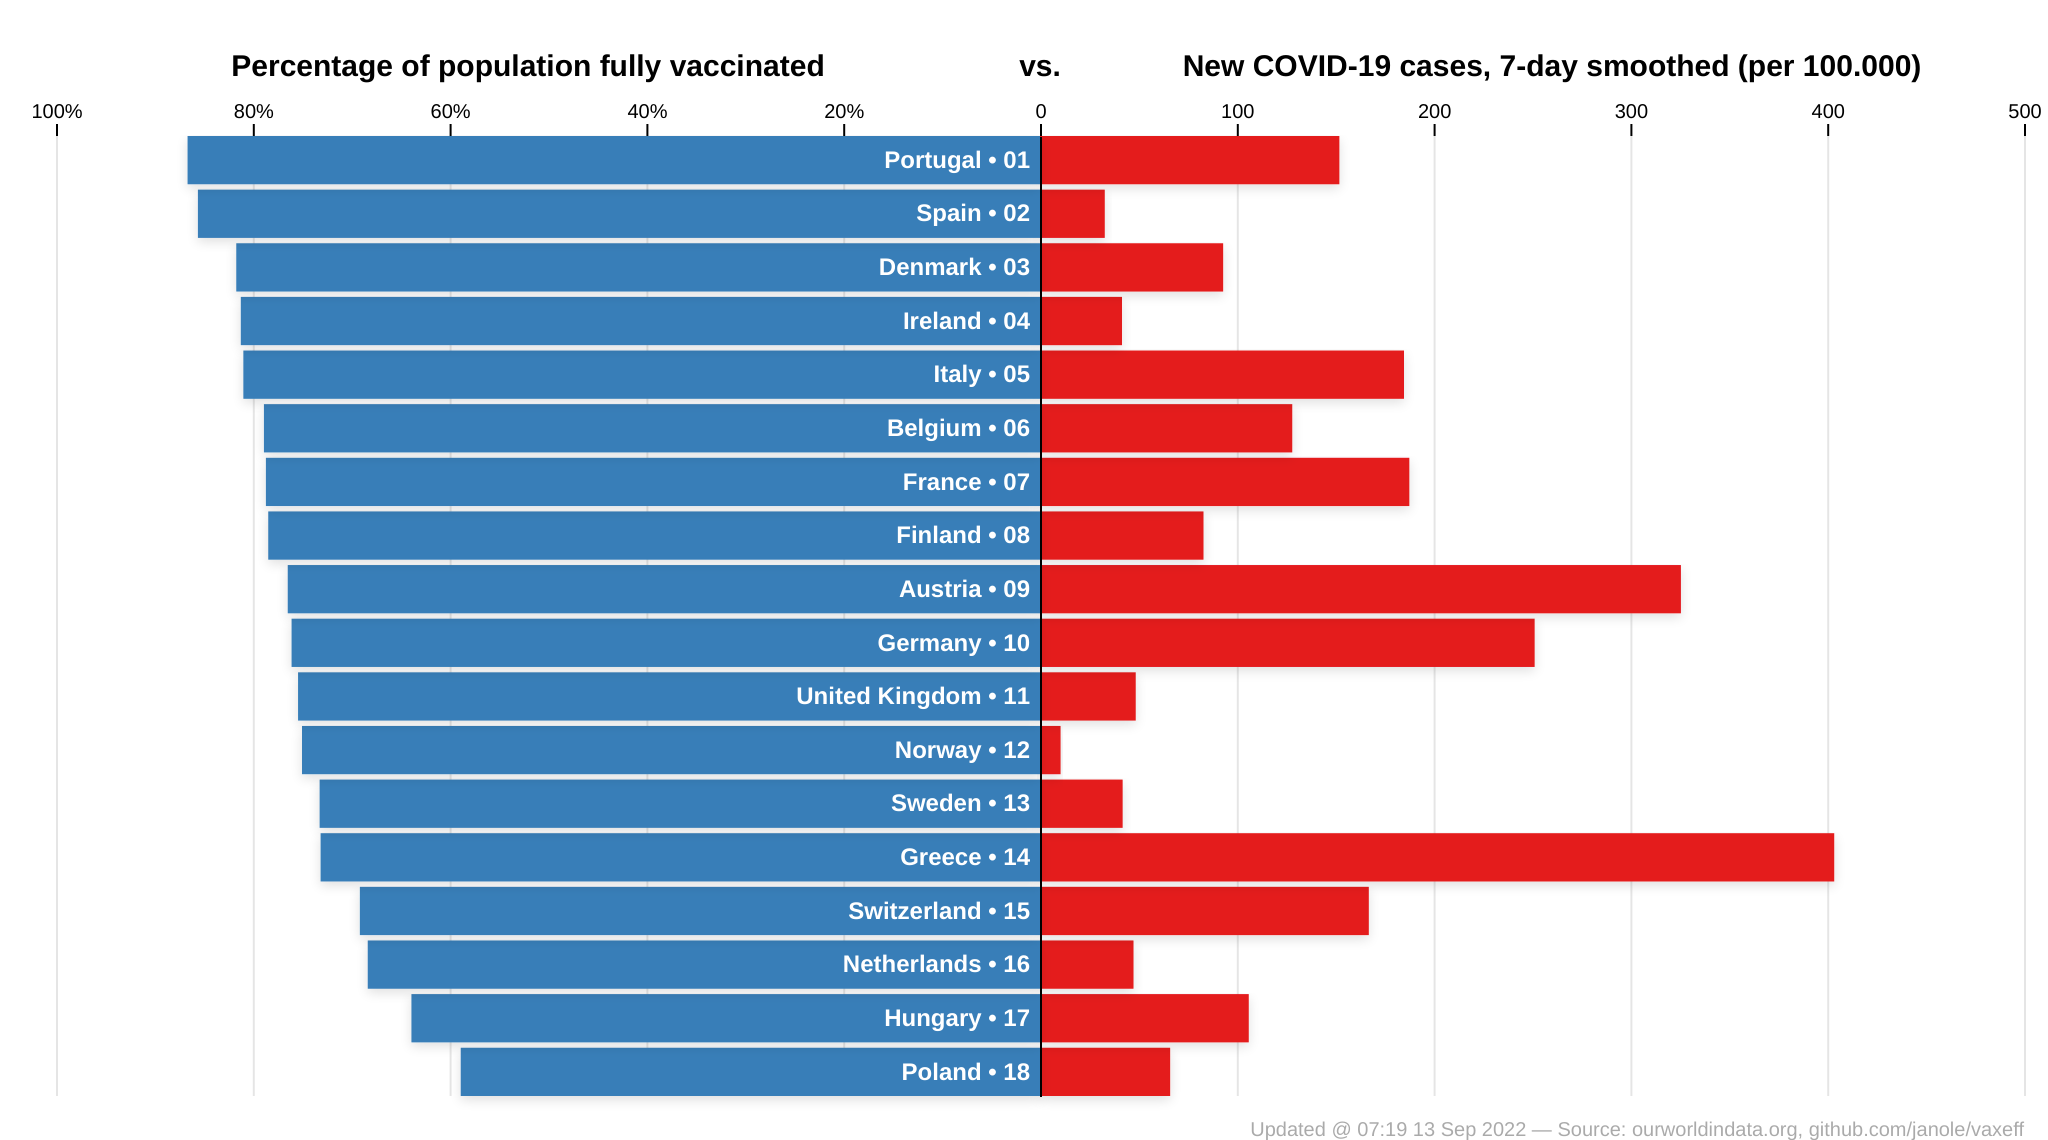 Percentage of population fully vaccinated vs. New COVID-19 cases, 7-day smoothed (per 100.000)
100% 80% 60% 40% 20% 0 100 200 300 400 500
Portugal • 01
Spain • 02
Denmark • 03
Ireland • 04
Italy • 05
Belgium • 06
France • 07
Finland • 08
Austria • 09
Germany • 10
United Kingdom • 11
Norway • 12
Sweden • 13
Greece • 14
Switzerland • 15
Netherlands • 16
Hungary • 17
Poland • 18
Updated @ 07:19 13 Sep 2022 — Source: ourworldindata.org, github.com/janole/vaxeff